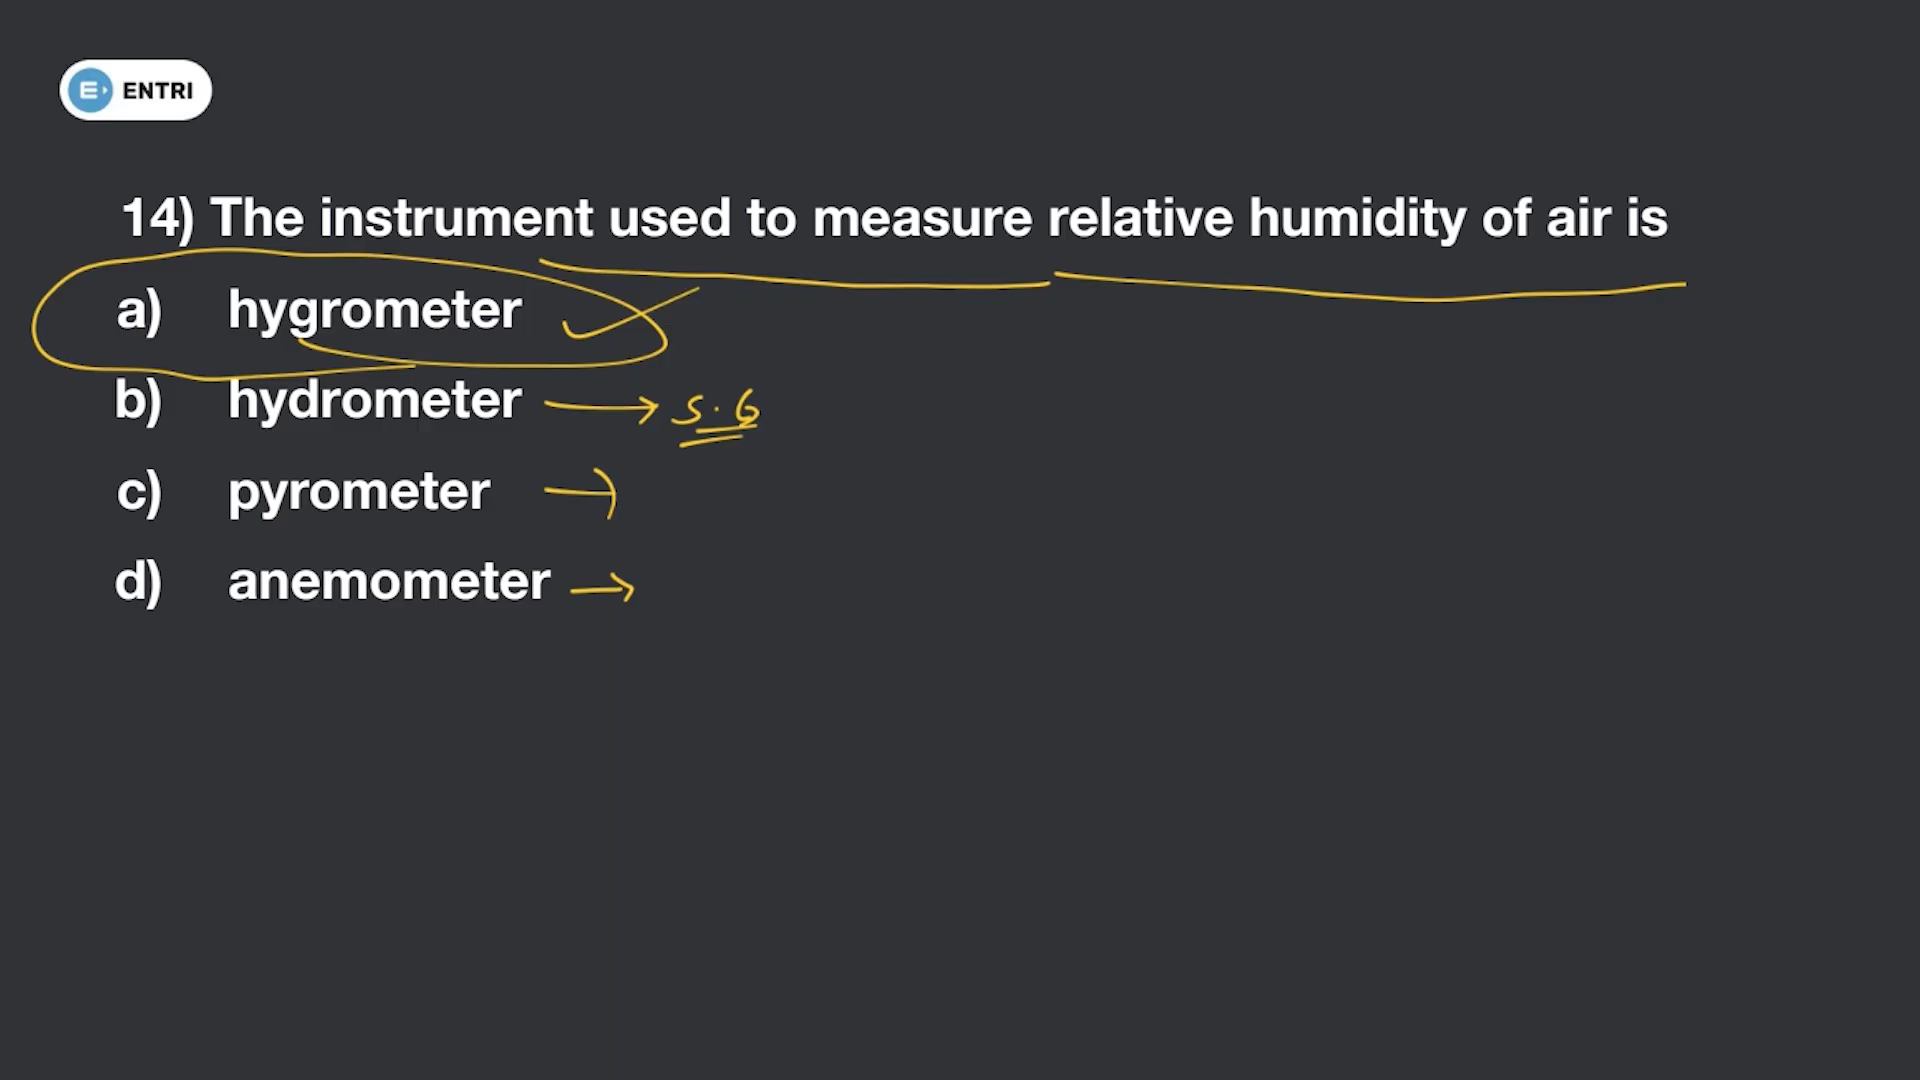 ENTRI
14) The instrument used to measure relative humidity of air is
a) hygrometer
b) hydrometer → S.G
c) pyrometer
d) anemometer →